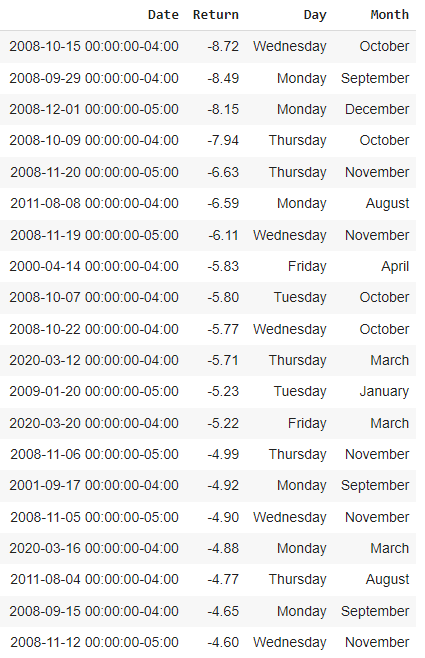 Date Return Day Month
2008-10-15 00:00:00-04:00 -8.72 Wednesday October
2008-09-29 00:00:00-04:00 -8.49 Monday September
2008-12-01 00:00:00-05:00 -8.15 Monday December
2008-10-09 00:00:00-04:00 -7.94 Thursday October
2008-11-20 00:00:00-05:00 -6.63 Thursday November
2011-08-08 00:00:00-04:00 -6.59 Monday August
2008-11-19 00:00:00-05:00 -6.11 Wednesday November
2000-04-14 00:00:00-04:00 -5.83 Friday April
2008-10-07 00:00:00-04:00 -5.80 Tuesday October
2008-10-22 00:00:00-04:00 -5.77 Wednesday October
2020-03-12 00:00:00-04:00 -5.71 Thursday March
2009-01-20 00:00:00-05:00 -5.23 Tuesday January
2020-03-20 00:00:00-04:00 -5.22 Friday March
2008-11-06 00:00:00-05:00 -4.99 Thursday November
2001-09-17 00:00:00-04:00 -4.92 Monday September
2008-11-05 00:00:00-05:00 -4.90 Wednesday November
2020-03-16 00:00:00-04:00 -4.88 Monday March
2011-08-04 00:00:00-04:00 -4.77 Thursday August
2008-09-15 00:00:00-04:00 -4.65 Monday September
2008-11-12 00:00:00-05:00 -4.60 Wednesday November